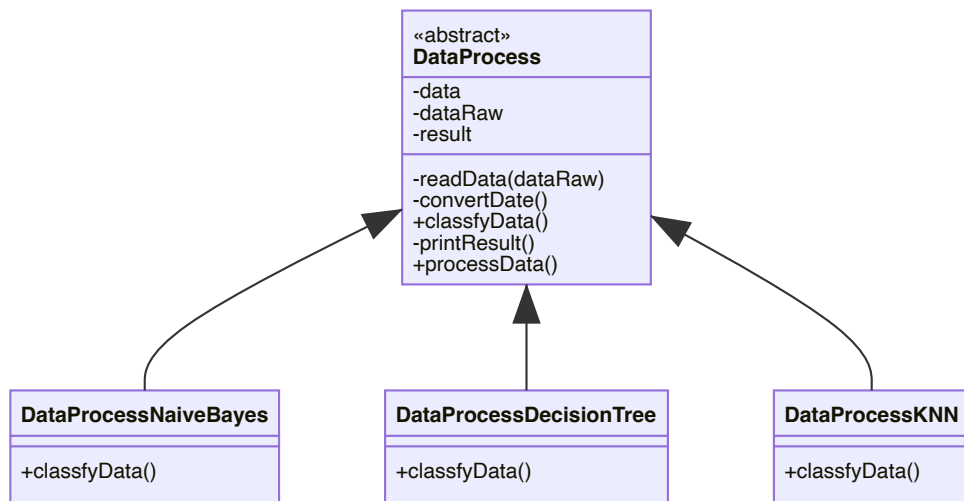 «abstract»
DataProcess
-data
-dataRaw
-result
-readData(dataRaw)
-convertDate()
+classfyData()
-printResult()
+processData()
DataProcessNaiveBayes
+classfyData()
DataProcessDecisionTree
+classfyData()
DataProcessKNN
+classfyData()